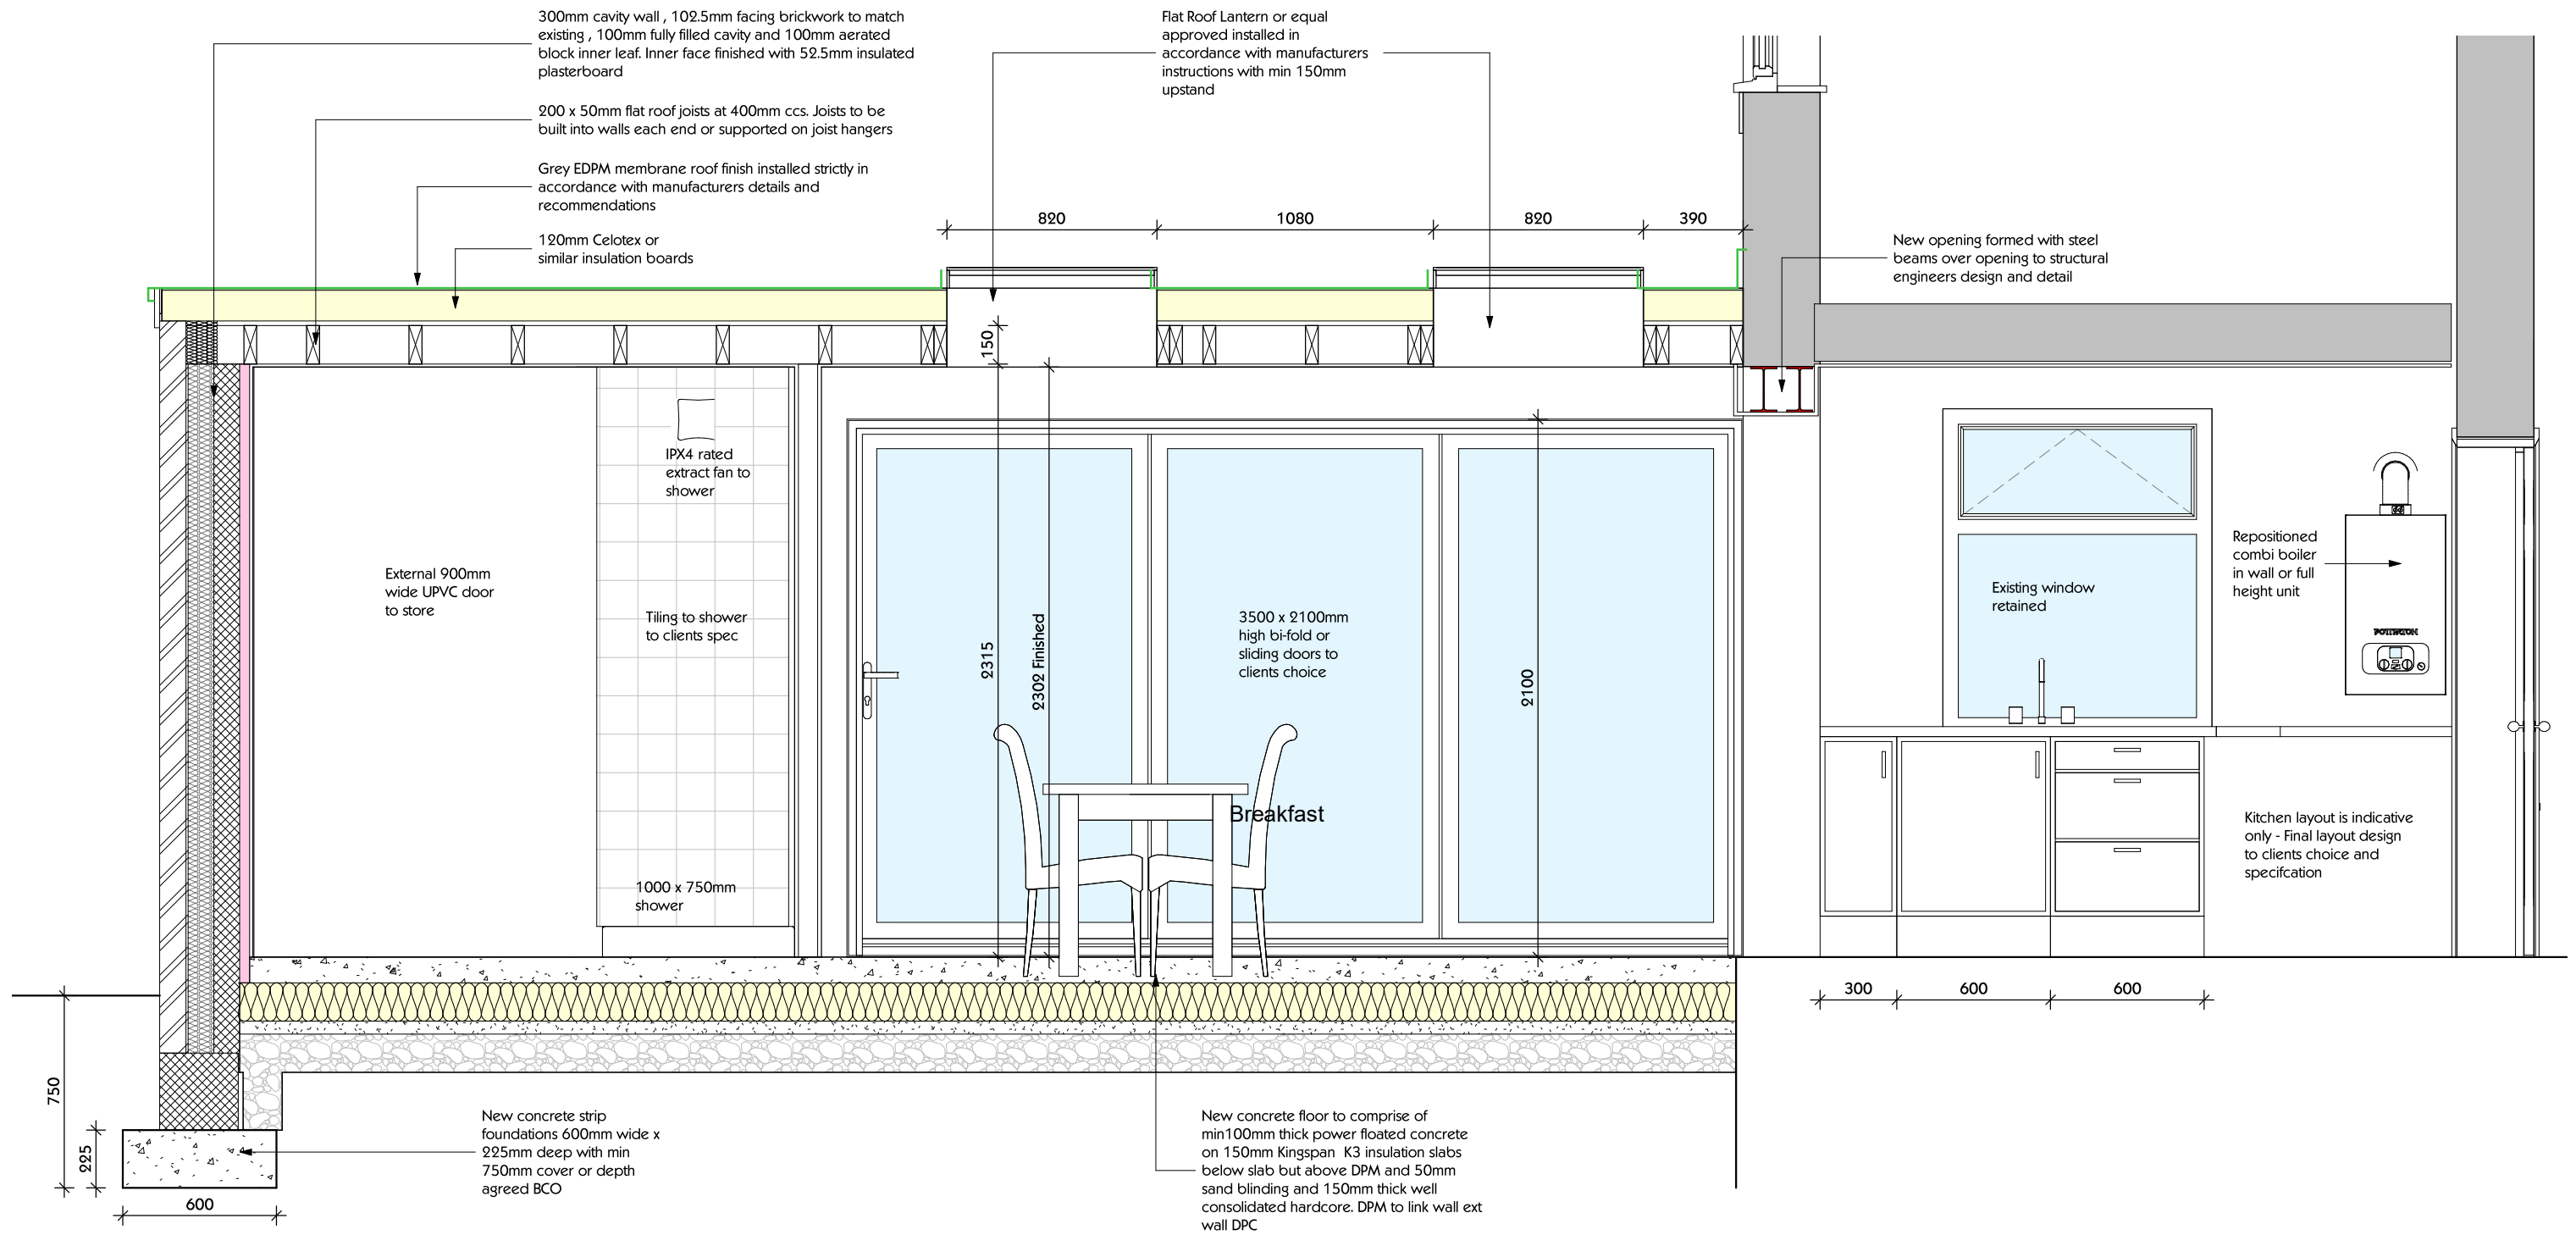 300mm cavity wall , 102.5mm facing brickwork to match
existing , 100mm fully filled cavity and 100mm aerated
block inner leaf. Inner face finished with 52.5mm insulated
plasterboard
200 x 50mm flat roof joists at 400mm ccs. Joists to be
built into walls each end or supported on joist hangers
Grey EDPM membrane roof finish installed strictly in
accordance with manufacturers details and
recommendations
120mm Celotex or
similar insulation boards
Flat Roof Lantern or equal
approved installed in
accordance with manufacturers
instructions with min 150mm
upstand
820
1080
820
390
New opening formed with steel
beams over opening to structural
engineers design and detail
150
IPX4 rated
extract fan to
shower
External 900mm
wide UPVC door
to store
Tiling to shower
to clients spec
1000 x 750mm
shower
2315
2302 Finished
3500 x 2100mm
high bi-fold or
sliding doors to
clients choice
2100
Breakfast
Existing window
retained
Repositioned
combi boiler
in wall or full
height unit
POTTERTON
Kitchen layout is indicative
only - Final layout design
to clients choice and
specifcation
300
600
600
750
225
600
New concrete strip
foundations 600mm wide x
225mm deep with min
750mm cover or depth
agreed BCO
New concrete floor to comprise of
min100mm thick power floated concrete
on 150mm Kingspan K3 insulation slabs
below slab but above DPM and 50mm
sand blinding and 150mm thick well
consolidated hardcore. DPM to link wall ext
wall DPC